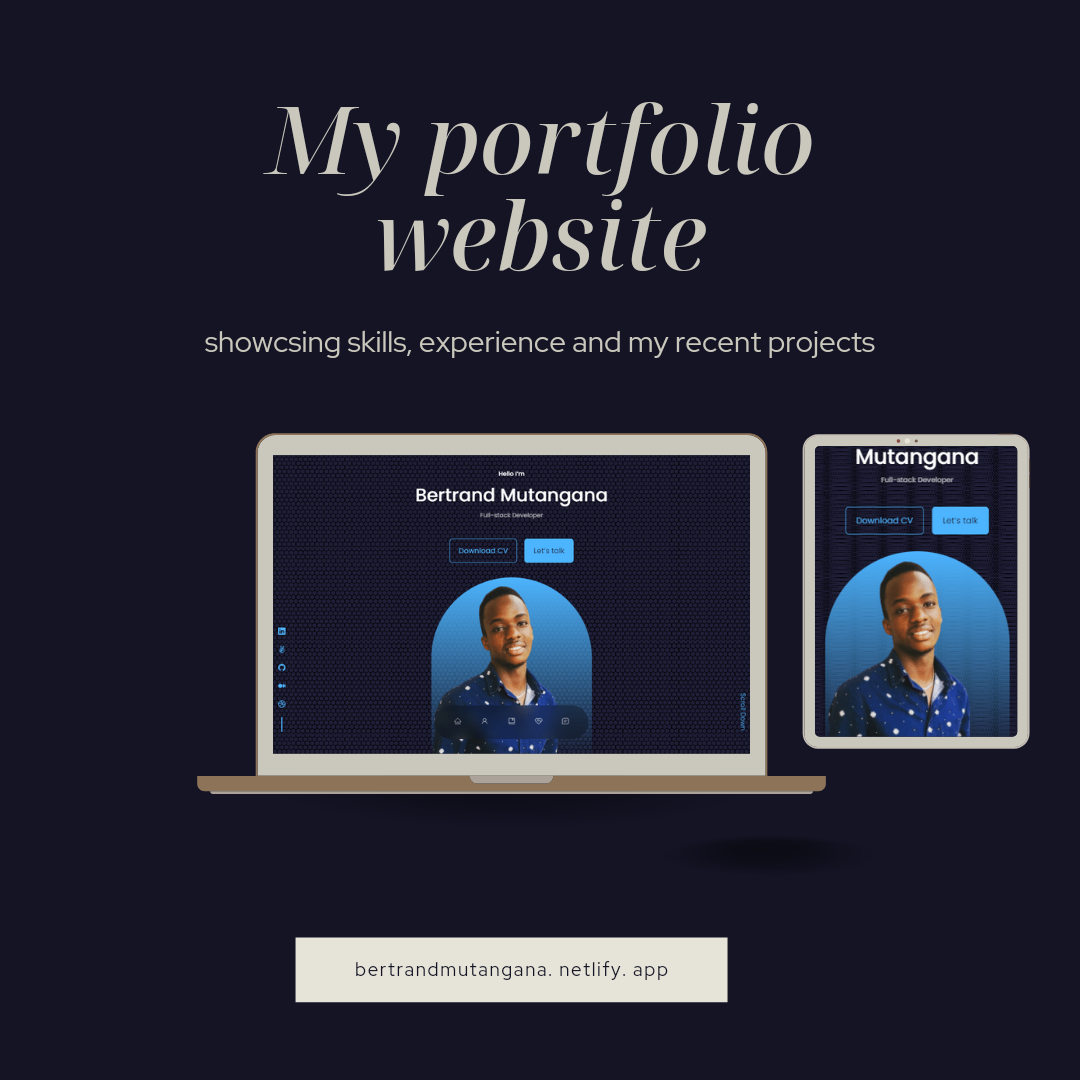 My portfolio
website
showcsing skills, experience and my recent projects
Hello I'm
Bertrand Mutangana
Full-stack Developer
Download CV
Let's talk
Scroll Down
Mutangana
Full-stack Developer
Download CV
Let's talk
bertrandmutangana. netlify. app